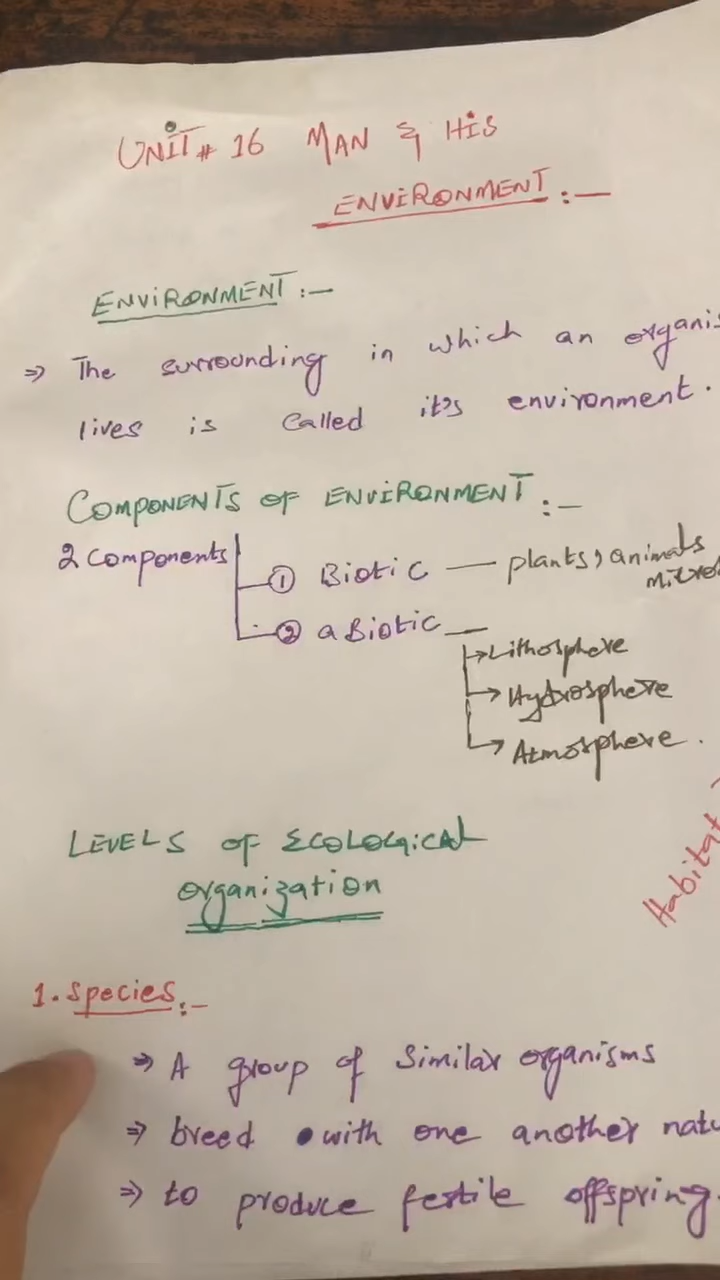 UNIT # 16 MAN & HIS
ENVIRONMENT :—
ENVIRONMENT :—
⇒ The surrounding in which an organis
lives is called it's environment.
COMPONENTS OF ENVIRONMENT :—
2 Components
① Biotic — plants, animals
micro
② aBiotic —
→ Lithosphere
→ Hydrosphere
→ Atmosphere.
LEVELS OF ECOLOGICAL
organization
Habitat
1. Species :-
⇒ A group of similar organisms
⇒ breed with one another natu
⇒ to produce fertile offspring.